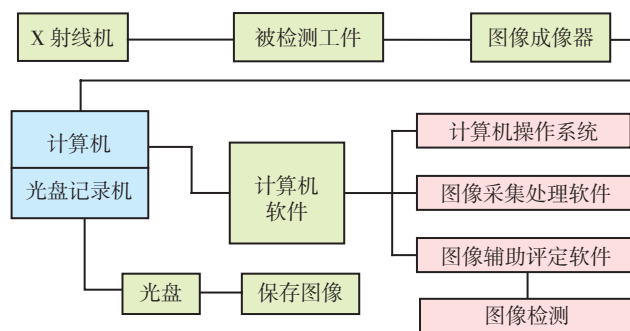 X 射线机
被检测工件
图像成像器
计算机
光盘记录机
计算机
软件
计算机操作系统
图像采集处理软件
图像辅助评定软件
图像检测
光盘
保存图像